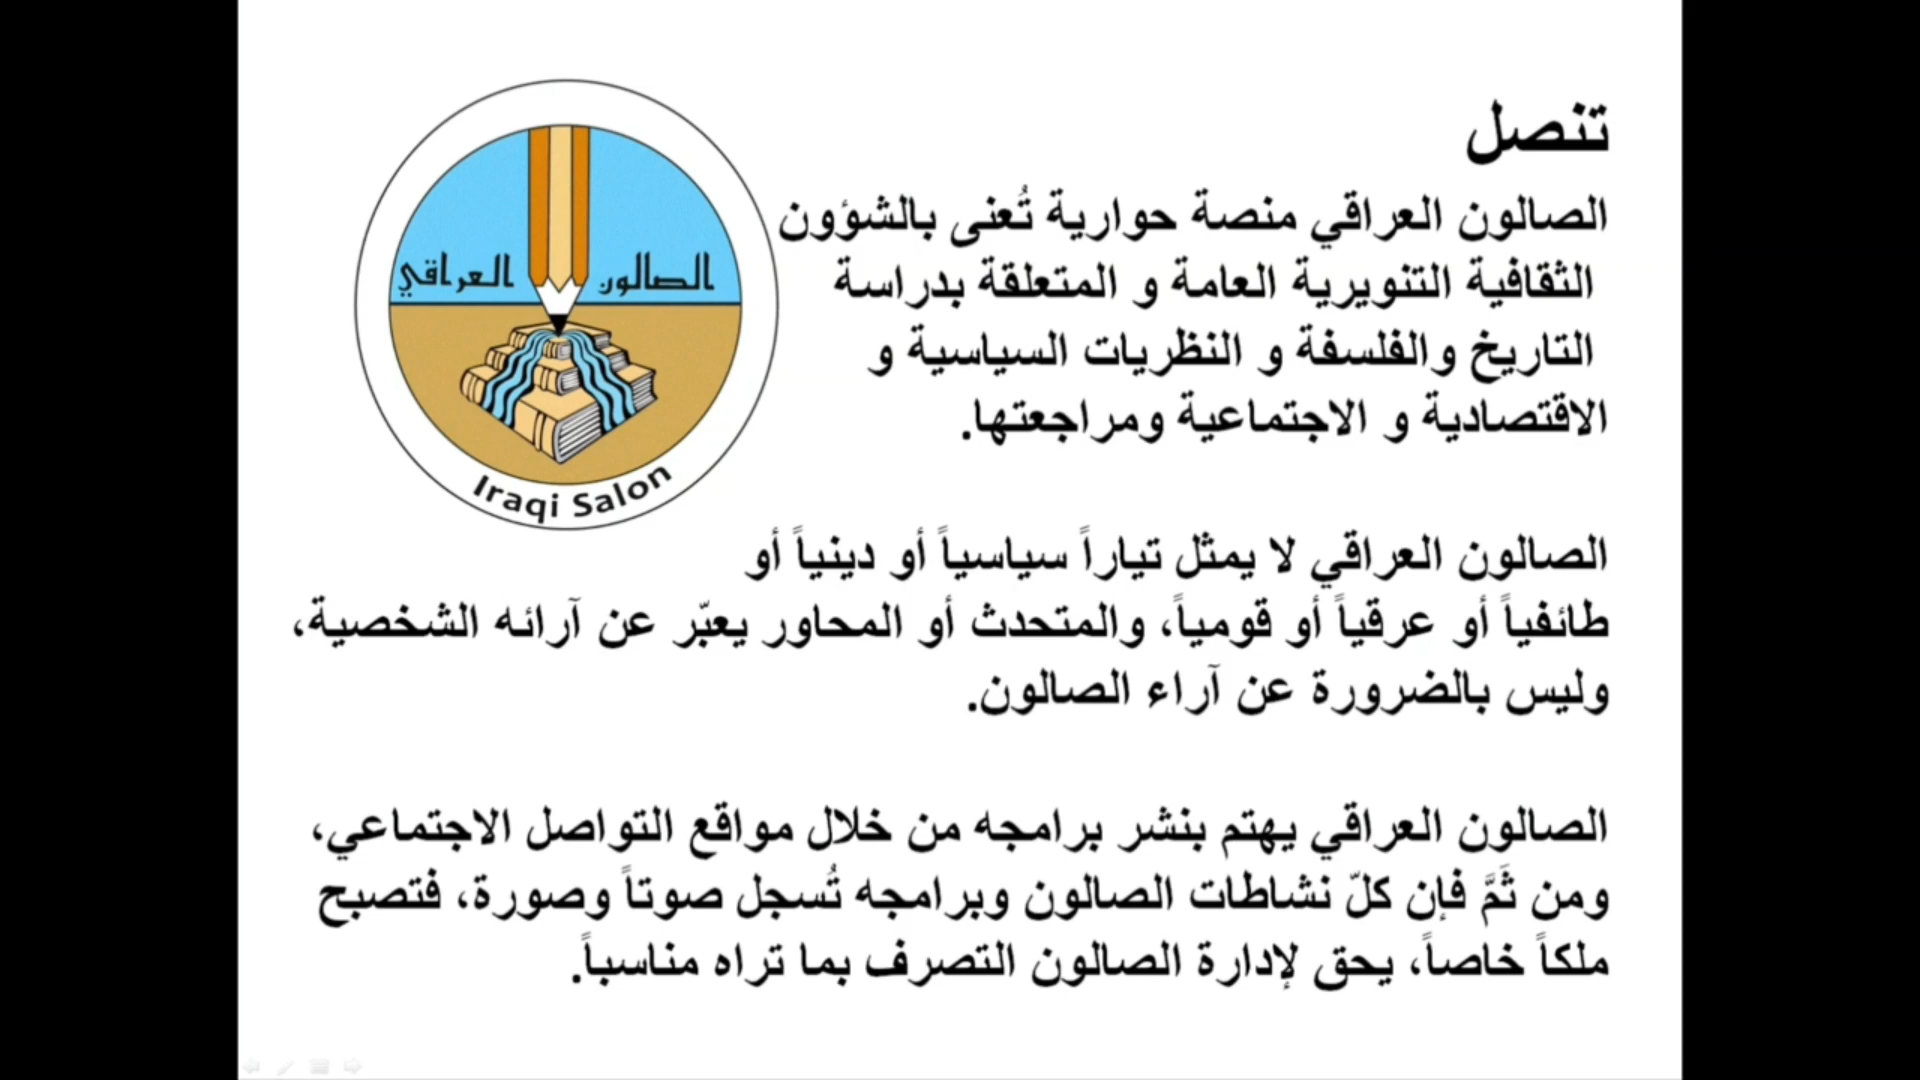 تنصل
الصالون العراقي منصة حوارية تُعنى بالشؤون
الثقافية التنويرية العامة و المتعلقة بدراسة
التاريخ والفلسفة و النظريات السياسية و
الاقتصادية و الاجتماعية ومراجعتها.
الصالون العراقي
Iraqi Salon
الصالون العراقي لا يمثل تياراً سياسياً أو دينياً أو
طائفياً أو عرقياً أو قومياً، والمتحدث أو المحاور يعبّر عن آرائه الشخصية،
وليس بالضرورة عن آراء الصالون.
الصالون العراقي يهتم بنشر برامجه من خلال مواقع التواصل الاجتماعي،
ومن ثَمَّ فإن كلّ نشاطات الصالون وبرامجه تُسجل صوتاً وصورة، فتصبح
ملكاً خاصاً، يحق لإدارة الصالون التصرف بما تراه مناسباً.